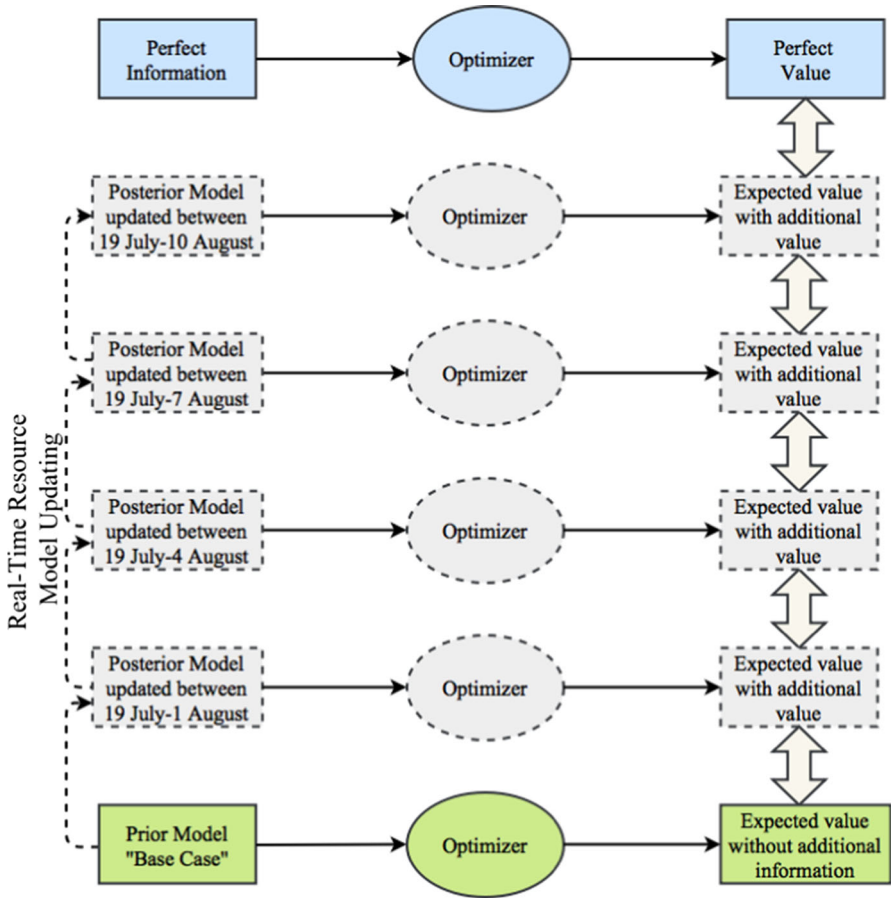 Perfect
Information
Optimizer
Perfect
Value
Posterior Model
updated between
19 July-10 August
Optimizer
Expected value
with additional
value
Posterior Model
updated between
19 July-7 August
Optimizer
Expected value
with additional
value
Real-Time Resource
Model Updating
Posterior Model
updated between
19 July-4 August
Optimizer
Expected value
with additional
value
Posterior Model
updated between
19 July-1 August
Optimizer
Expected value
with additional
value
Prior Model
"Base Case"
Optimizer
Expected value
without additional
information